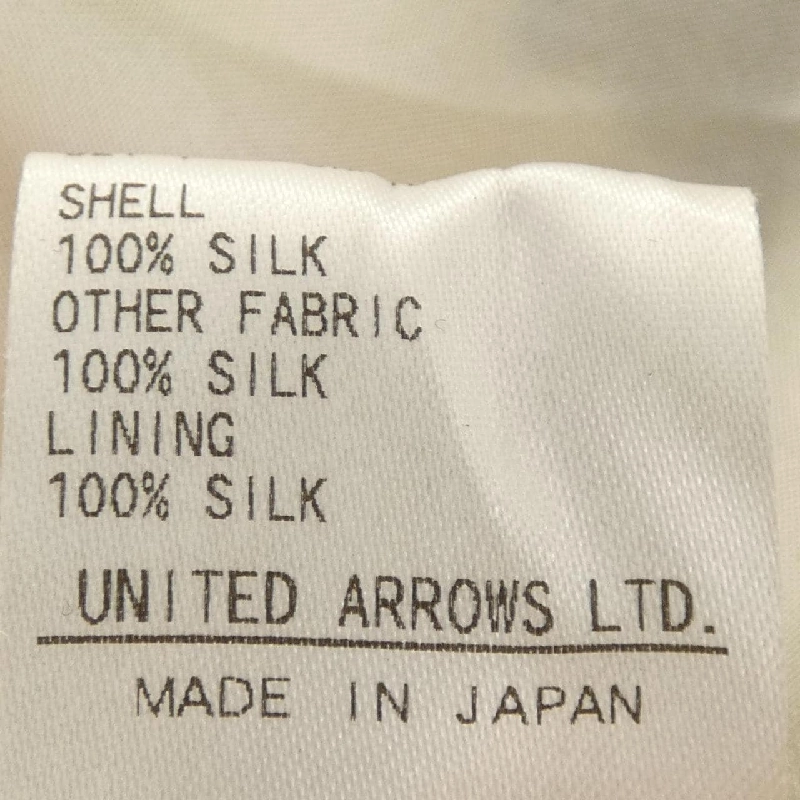 SHELL
100% SILK
OTHER FABRIC
100% SILK
LINING
100% SILK
UNITED ARROWS LTD.
MADE IN JAPAN